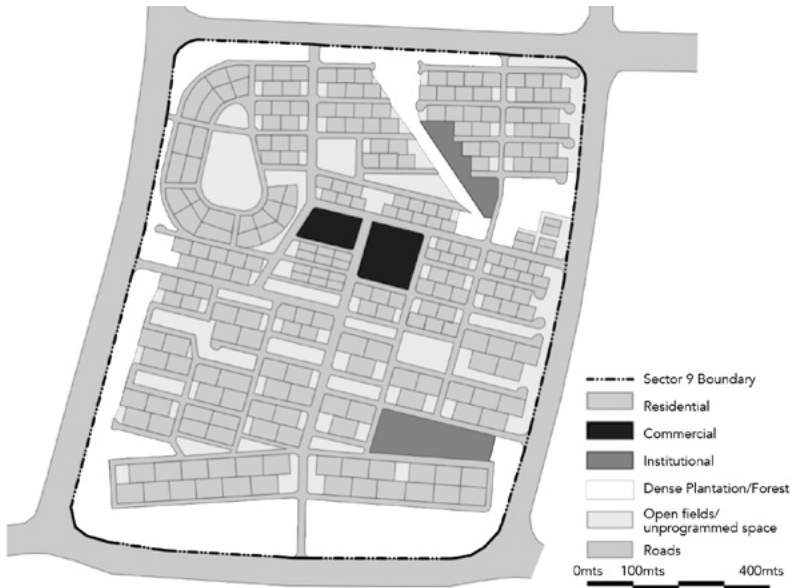 Sector 9 Boundary
Residential
Commercial
Institutional
Dense Plantation/Forest
Open fields/
unprogrammed space
Roads
0mts 100mts 400mts